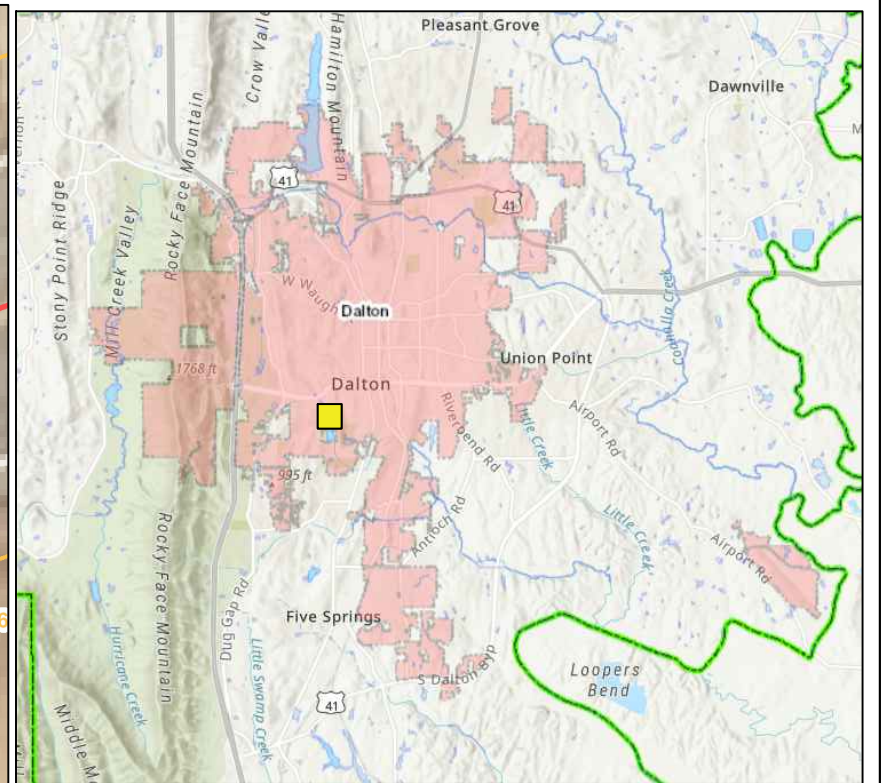 Pleasant Grove
Crow Valle
Hamilton Mountain
Dawnville
M
41
Rocky Face Mountain
Stony Point Ridge
41
Mill Creek Valley
W Waugh
Coahulla Creek
Dalton
Union Point
1768 ft
Dalton
Riverbend Rd
Little Creek
Airport Rd
995 ft
Antioch Rd
Little Creek
Airport Rd
Rocky Face Mountain
Dug Gap Rd
Five Springs
6
Hurricane Creek
Little Swamp Creek
S Dalton Byp
Loopers
Bend
41
Middle Mo